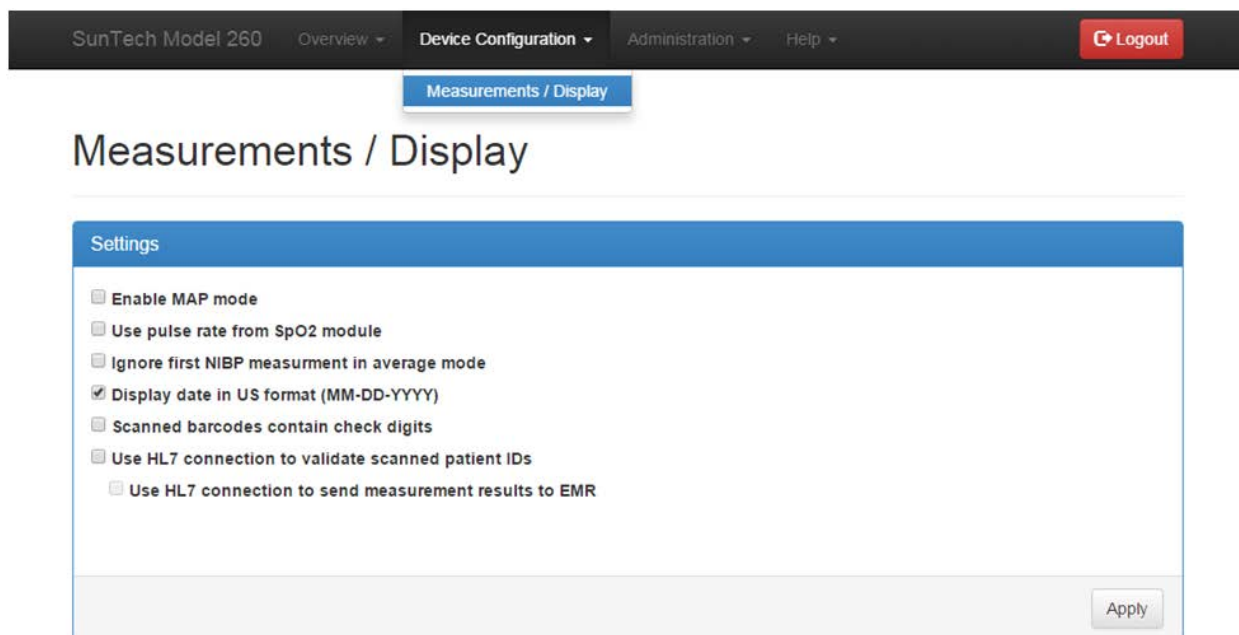 SunTech Model 260 Overview Device Configuration Administration Help Logout
Measurements / Display
Measurements / Display
Settings
Enable MAP mode
Use pulse rate from SpO2 module
Ignore first NIBP measurment in average mode
Display date in US format (MM-DD-YYYY)
Scanned barcodes contain check digits
Use HL7 connection to validate scanned patient IDs
Use HL7 connection to send measurement results to EMR
Apply